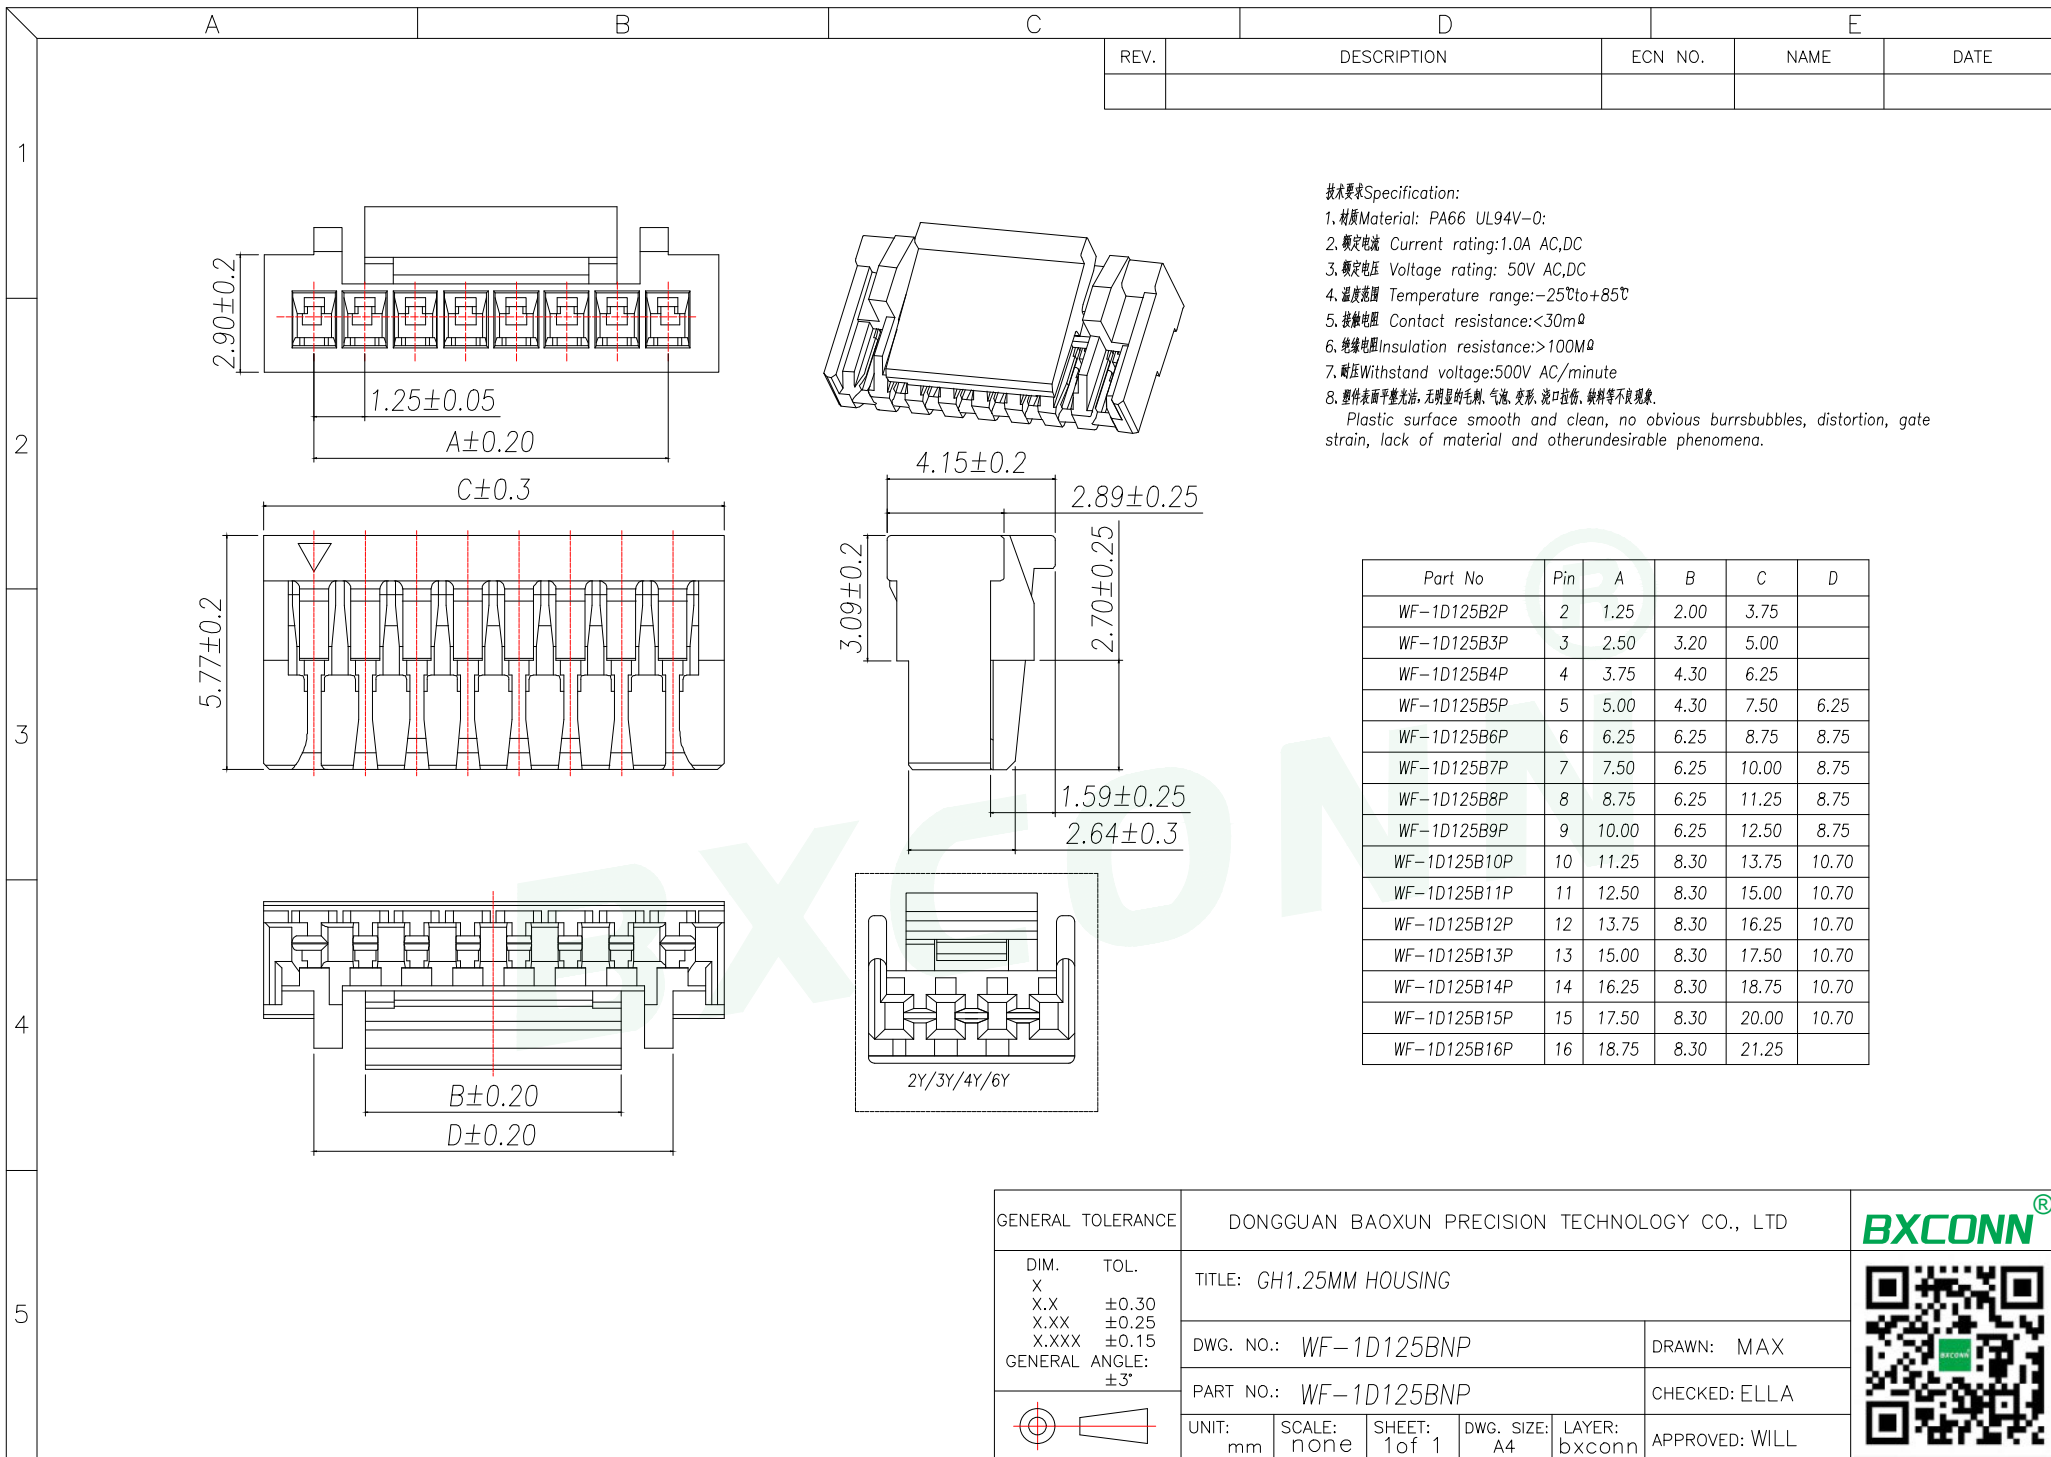 A B C D E
REV. DESCRIPTION ECN NO. NAME DATE
1
2
3
4
5
技术要求Specification:
1、材质Material: PA66 UL94V-0:
2、额定电流 Current rating:1.0A AC,DC
3、额定电压 Voltage rating: 50V AC,DC
4、温度范围 Temperature range:-25℃to+85℃
5、接触电阻 Contact resistance:<30mΩ
6、绝缘电阻Insulation resistance:>100MΩ
7、耐压Withstand voltage:500V AC/minute
8、塑件表面平整光洁,无明显的毛刺、气泡、变形、浇口拉伤、缺料等不良现象.
Plastic surface smooth and clean, no obvious burrsbubbles, distortion, gate
strain, lack of material and otherundesirable phenomena.
2.90±0.2
1.25±0.05
A±0.20
C±0.3
5.77±0.2
4.15±0.2
2.89±0.25
3.09±0.2
2.70±0.25
1.59±0.25
2.64±0.3
B±0.20
D±0.20
2Y/3Y/4Y/6Y
Part No Pin A B C D
WF-1D125B2P 2 1.25 2.00 3.75
WF-1D125B3P 3 2.50 3.20 5.00
WF-1D125B4P 4 3.75 4.30 6.25
WF-1D125B5P 5 5.00 4.30 7.50 6.25
WF-1D125B6P 6 6.25 6.25 8.75 8.75
WF-1D125B7P 7 7.50 6.25 10.00 8.75
WF-1D125B8P 8 8.75 6.25 11.25 8.75
WF-1D125B9P 9 10.00 6.25 12.50 8.75
WF-1D125B10P 10 11.25 8.30 13.75 10.70
WF-1D125B11P 11 12.50 8.30 15.00 10.70
WF-1D125B12P 12 13.75 8.30 16.25 10.70
WF-1D125B13P 13 15.00 8.30 17.50 10.70
WF-1D125B14P 14 16.25 8.30 18.75 10.70
WF-1D125B15P 15 17.50 8.30 20.00 10.70
WF-1D125B16P 16 18.75 8.30 21.25
BXCONN®
GENERAL TOLERANCE
DIM. TOL.
X
X.X ±0.30
X.XX ±0.25
X.XXX ±0.15
GENERAL ANGLE:
±3°
DONGGUAN BAOXUN PRECISION TECHNOLOGY CO., LTD
TITLE: GH1.25MM HOUSING
DWG. NO.: WF-1D125BNP
DRAWN: MAX
PART NO.: WF-1D125BNP
CHECKED: ELLA
UNIT: mm
SCALE: none
SHEET: 1of 1
DWG. SIZE: A4
LAYER: bxconn
APPROVED: WILL
BXCONN®
BXCONN